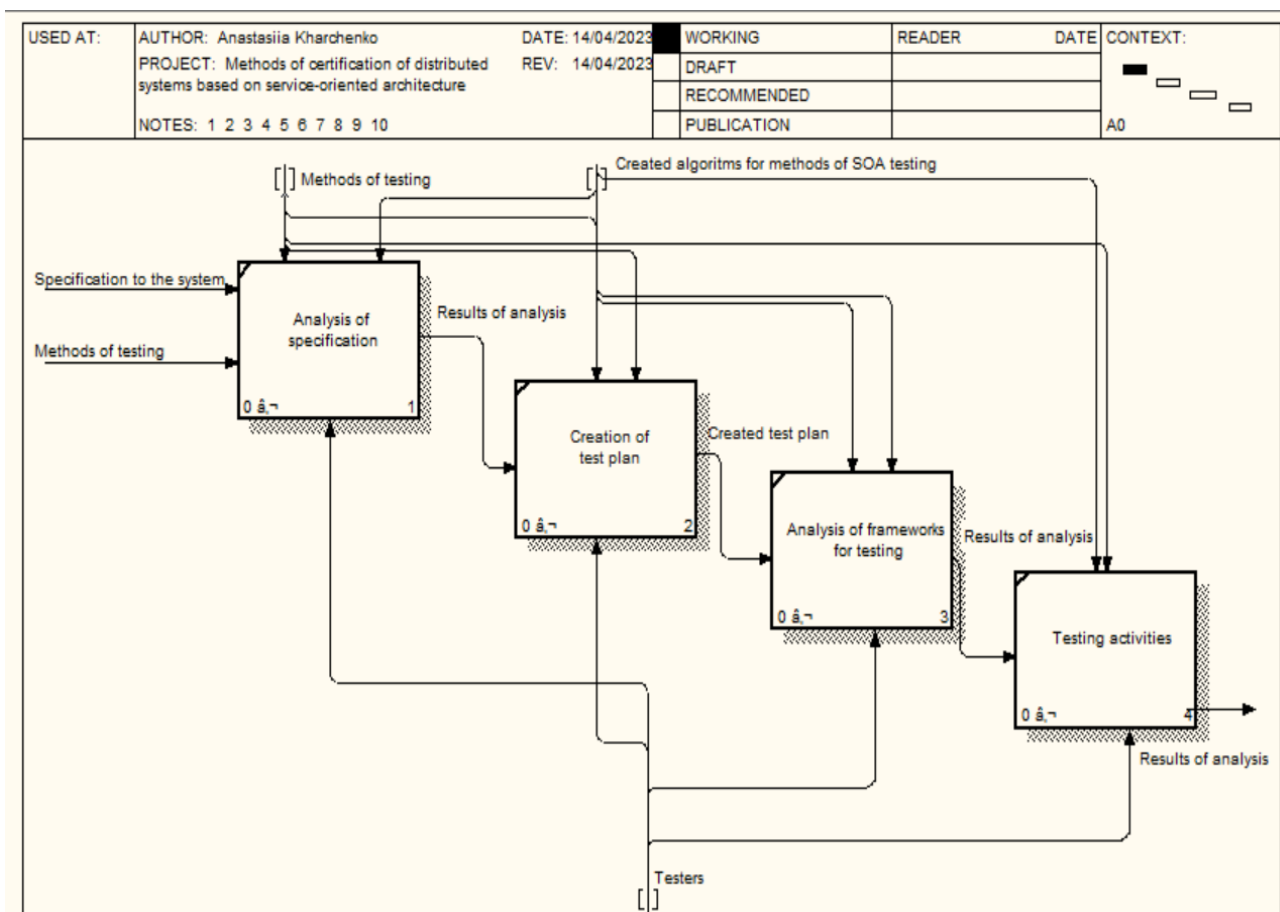 USED AT:
AUTHOR: Anastasiia Kharchenko
DATE: 14/04/2023
PROJECT: Methods of certification of distributed
systems based on service-oriented architecture
REV: 14/04/2023
NOTES: 1 2 3 4 5 6 7 8 9 10
WORKING
DRAFT
RECOMMENDED
PUBLICATION
READER
DATE
CONTEXT:
A0
Methods of testing
Created algoritms for methods of SOA testing
Specification to the system
Methods of testing
Analysis of
specification
0 â‚¬
1
Results of analysis
Creation of
test plan
0 â‚¬
2
Created test plan
Analysis of frameworks
for testing
0 â‚¬
3
Results of analysis
Testing activities
0 â‚¬
4
Results of analysis
Testers